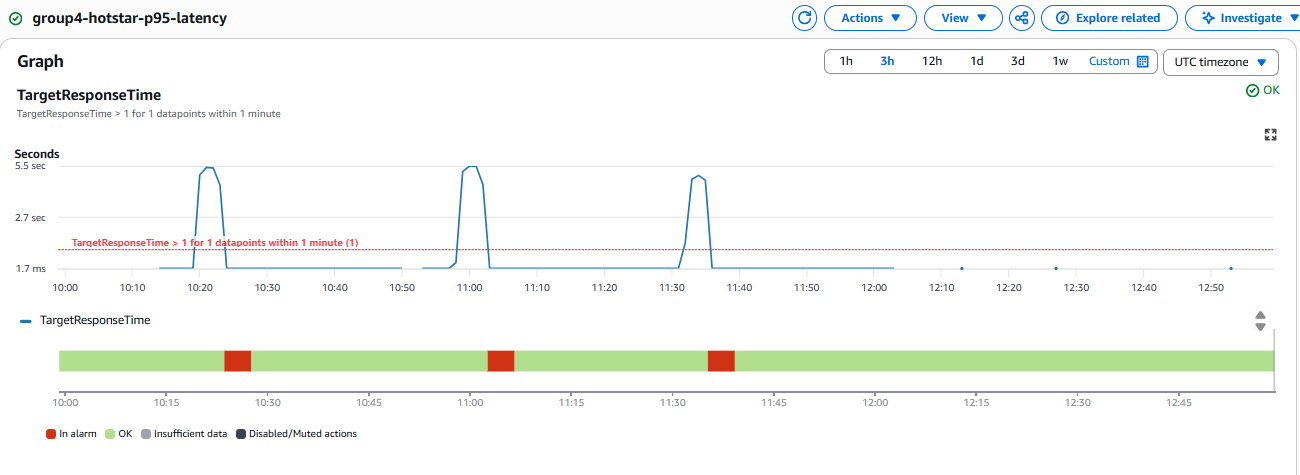 group4-hotstar-p95-latency
Actions
View
Explore related
Investigate
Graph
1h 3h 12h 1d 3d 1w Custom
UTC timezone
TargetResponseTime
OK
TargetResponseTime > 1 for 1 datapoints within 1 minute
Seconds
5.5 sec
2.7 sec
TargetResponseTime > 1 for 1 datapoints within 1 minute (1)
1.7 ms
10:00 10:10 10:20 10:30 10:40 10:50 11:00 11:10 11:20 11:30 11:40 11:50 12:00 12:10 12:20 12:30 12:40 12:50
TargetResponseTime
10:00 10:15 10:30 10:45 11:00 11:15 11:30 11:45 12:00 12:15 12:30 12:45
In alarm OK Insufficient data Disabled/Muted actions